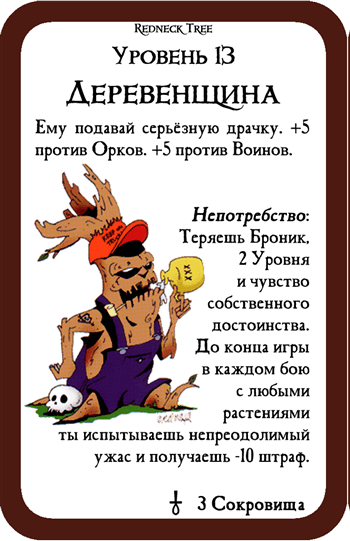 Redneck Tree
Уровень 13
Деревенщина
Ему подавай серьёзную драчку. +5
против Орков. +5 против Воинов.
Непотребство:
Теряешь Броник,
2 Уровня
и чувство
собственного
достоинства.
До конца игры
в каждом бою
с любыми
растениями
ты испытываешь непреодолимый
ужас и получаешь -10 штраф.
3 Сокровища
XXX